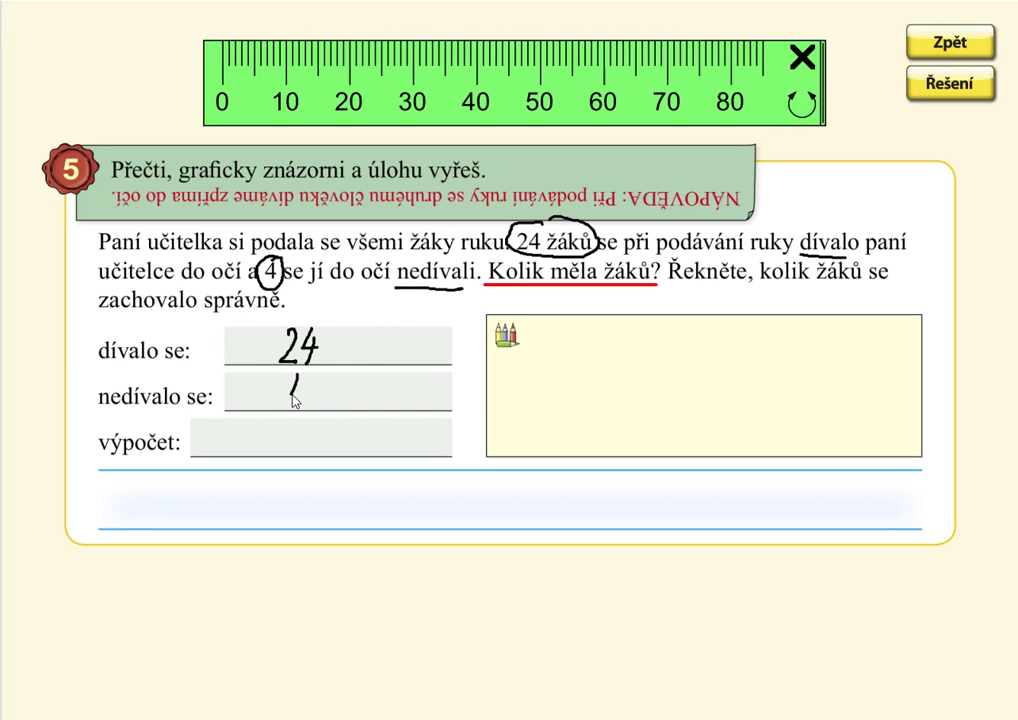 Zpět
Řešení
0 10 20 30 40 50 60 70 80
5
Přečti, graficky znázorni a úlohu vyřeš.
NÁPOVĚDA: Při podávání ruky se druhému člověku díváme zpříma do očí.
Paní učitelka si podala se všemi žáky ruku. 24 žáků se při podávání ruky dívalo paní
učitelce do očí a 4 se jí do očí nedívali. Kolik měla žáků? Řekněte, kolik žáků se
zachovalo správně.
dívalo se: 24
nedívalo se:
výpočet: